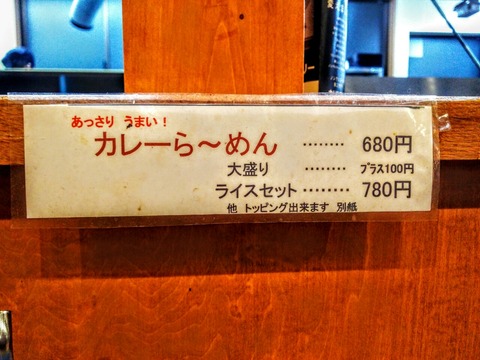 あっさり うまい！
カレーら〜めん ‥‥‥‥ 680円
大盛り ‥‥‥‥ プラス100円
ライスセット ‥‥‥‥‥ 780円
他 トッピング出来ます 別紙